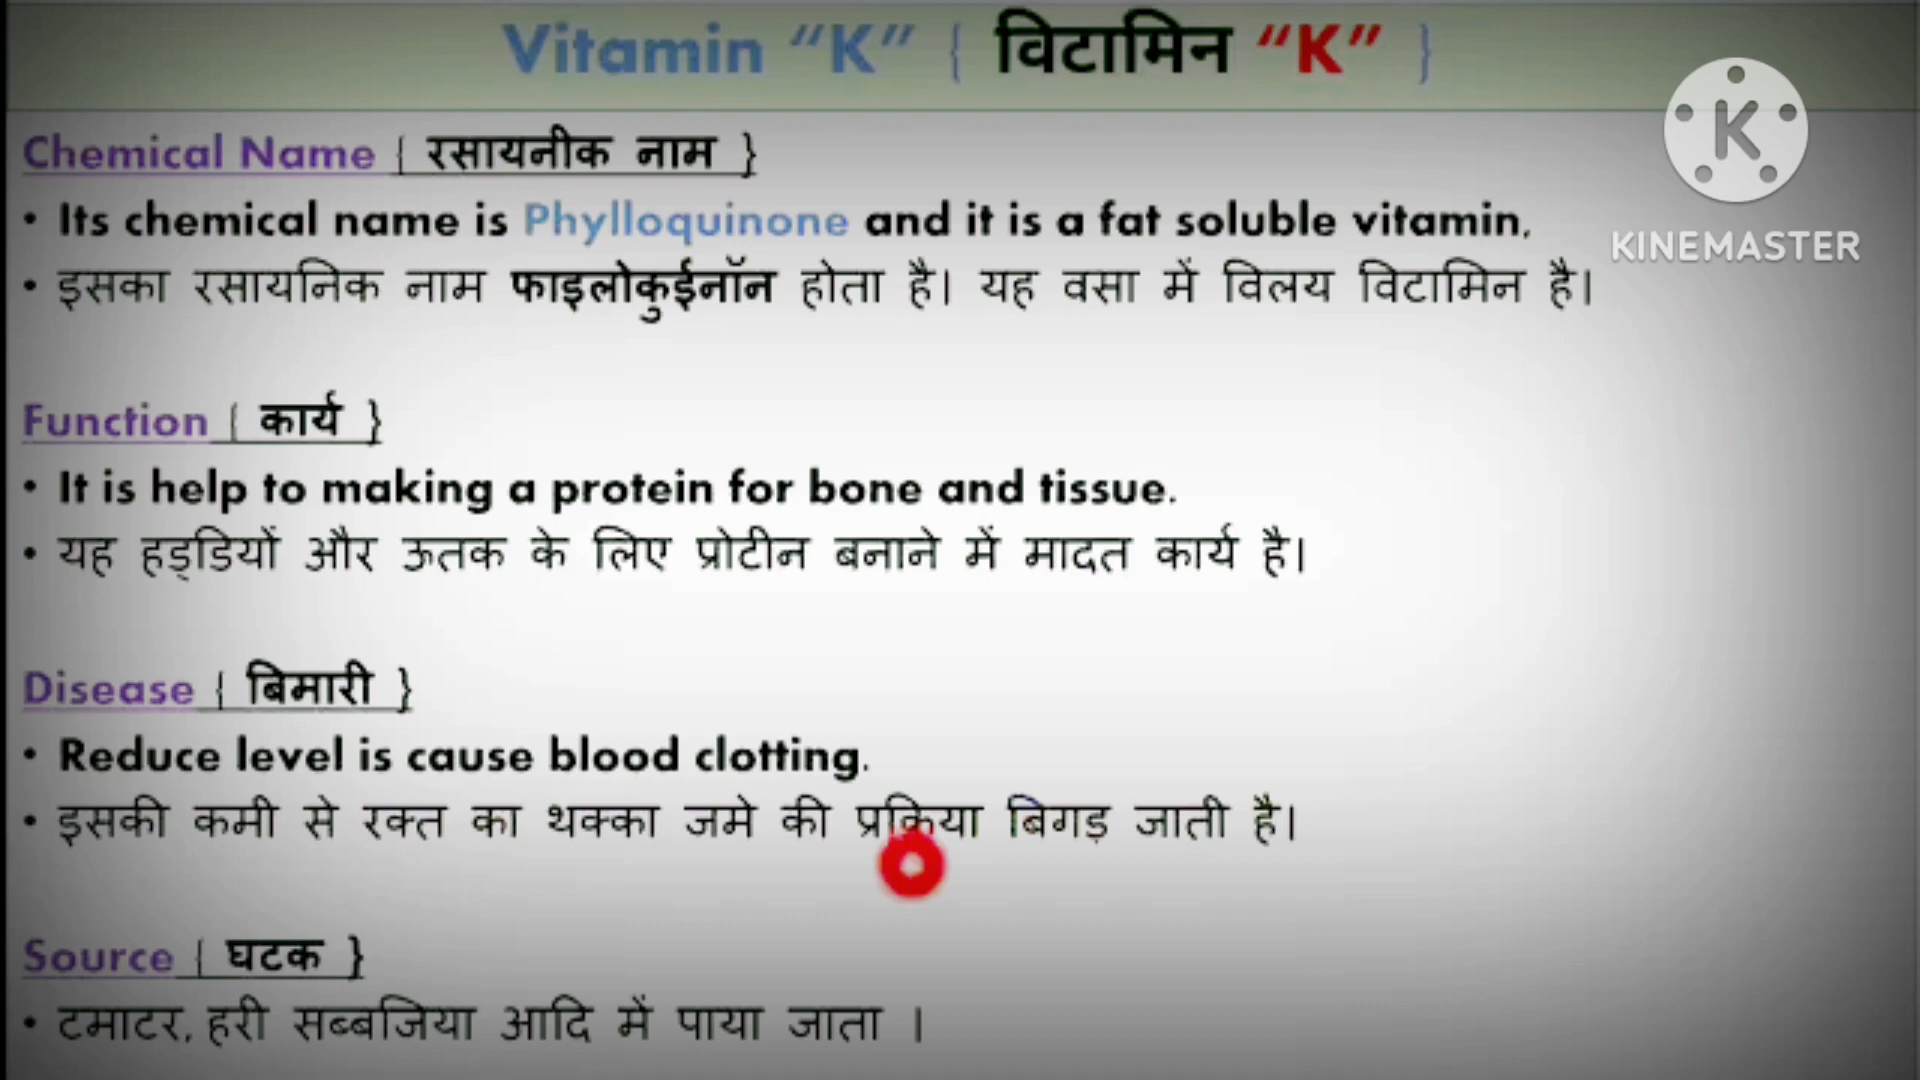 Vitamin “K” { विटामिन “K” }
KINEMASTER
Chemical Name { रसायनीक नाम }
• Its chemical name is Phylloquinone and it is a fat soluble vitamin.
• इसका रसायनिक नाम फाइलोकुईनॉन होता है। यह वसा में विलय विटामिन है।
Function { कार्य }
• It is help to making a protein for bone and tissue.
• यह हड्डियों और ऊतक के लिए प्रोटीन बनाने में मादत कार्य है।
Disease { बिमारी }
• Reduce level is cause blood clotting.
• इसकी कमी से रक्त का थक्का जमे की प्रक्रिया बिगड़ जाती है।
Source { घटक }
• टमाटर, हरी सब्बजिया आदि में पाया जाता ।